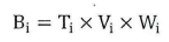 Bᵢ = Tᵢ × Vᵢ × Wᵢ